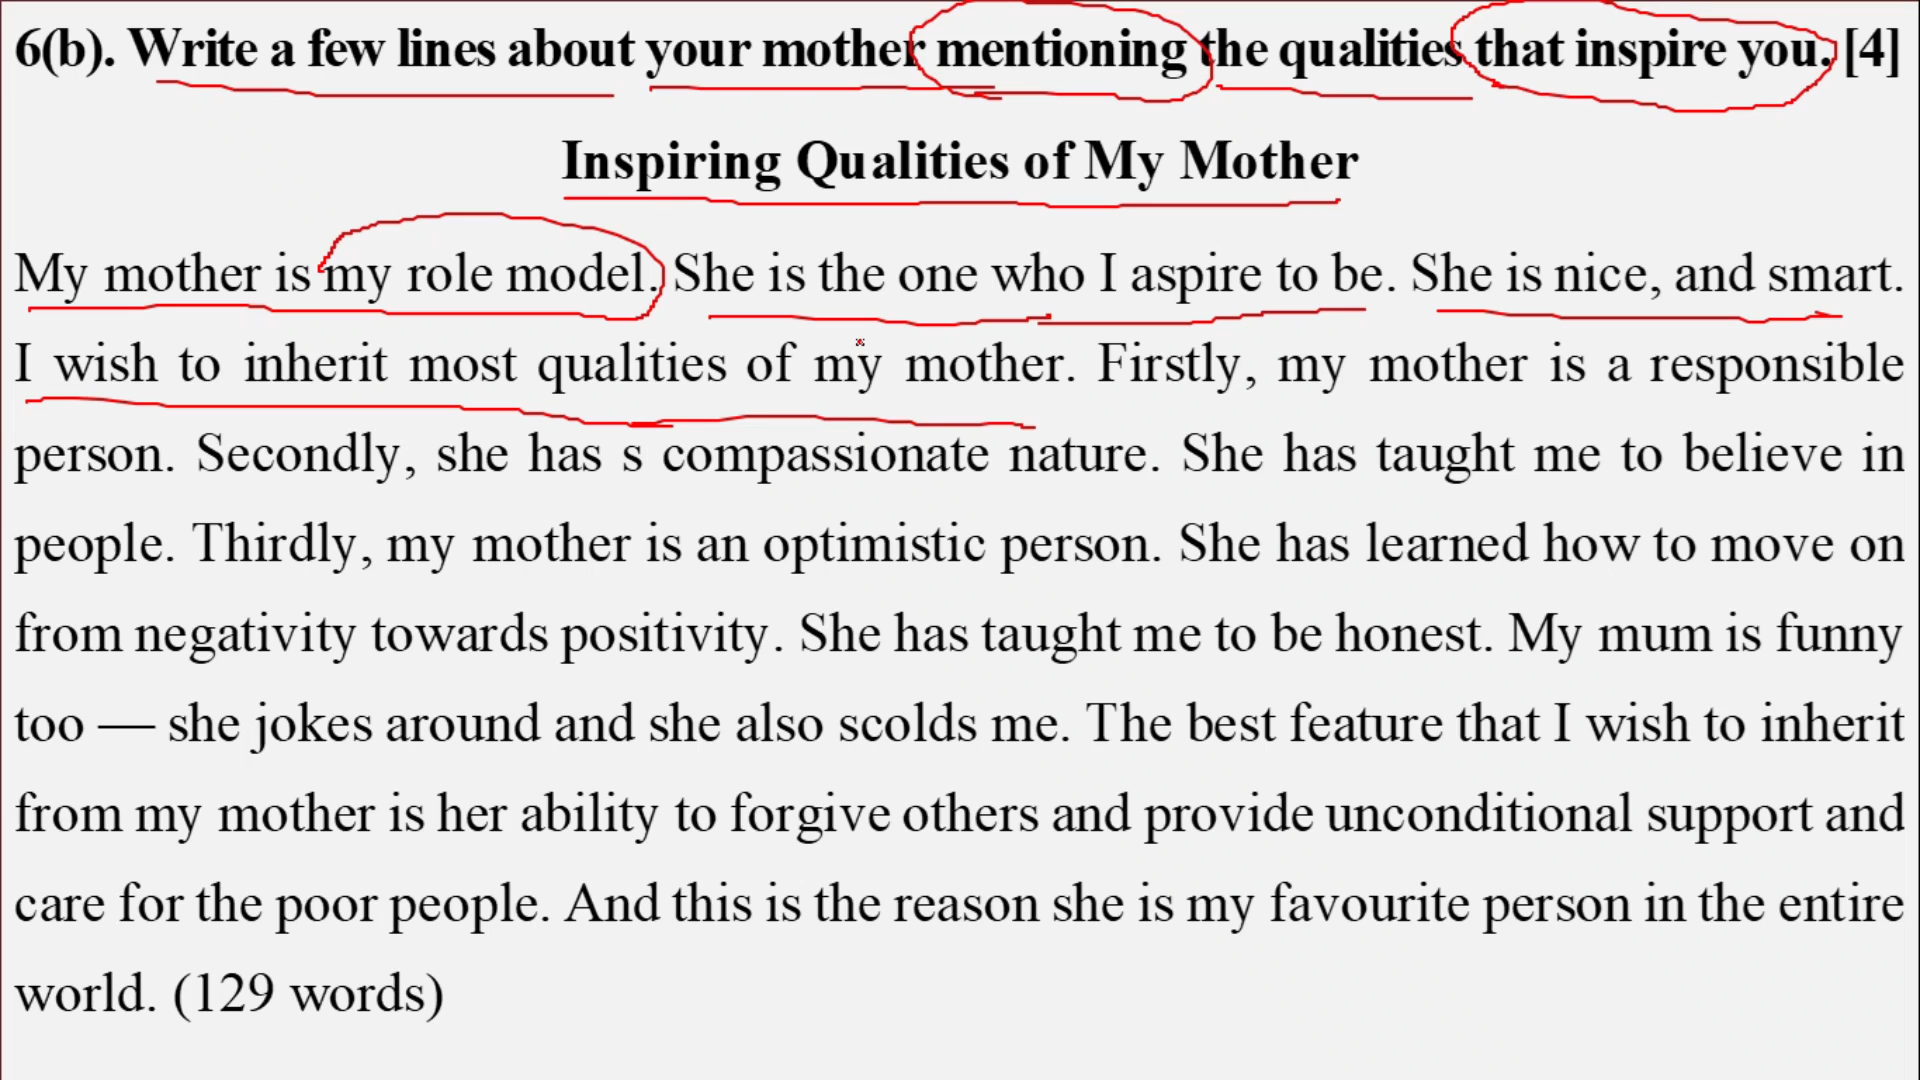 6(b). Write a few lines about your mother mentioning the qualities that inspire you. [4]
Inspiring Qualities of My Mother
My mother is my role model. She is the one who I aspire to be. She is nice, and smart.
I wish to inherit most qualities of my mother. Firstly, my mother is a responsible
person. Secondly, she has s compassionate nature. She has taught me to believe in
people. Thirdly, my mother is an optimistic person. She has learned how to move on
from negativity towards positivity. She has taught me to be honest. My mum is funny
too — she jokes around and she also scolds me. The best feature that I wish to inherit
from my mother is her ability to forgive others and provide unconditional support and
care for the poor people. And this is the reason she is my favourite person in the entire
world. (129 words)